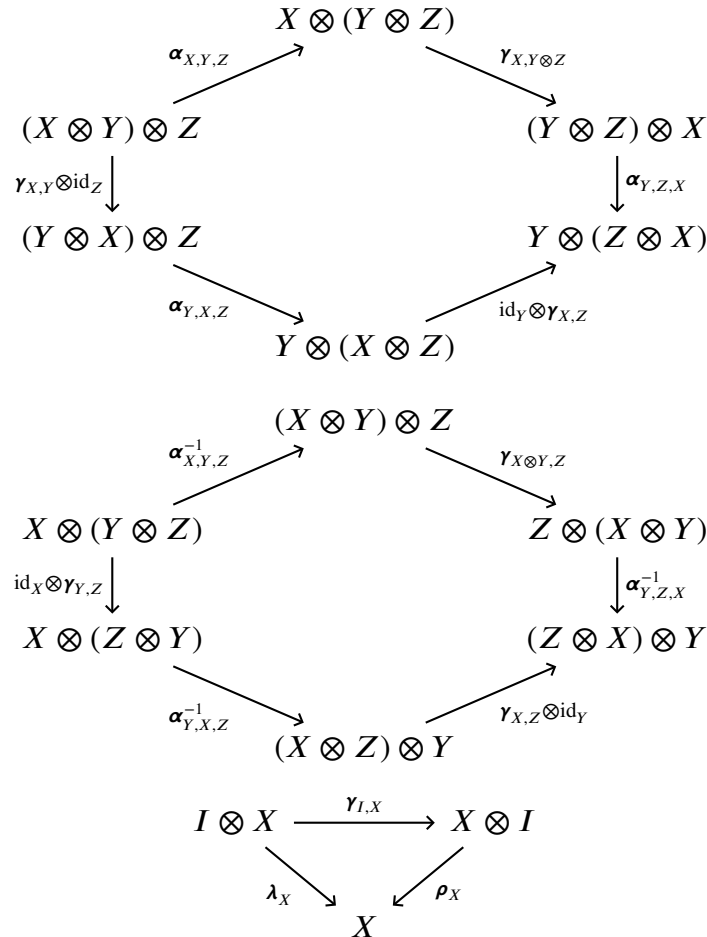 X ⊗ (Y ⊗ Z)
α_{X,Y,Z} γ_{X,Y⊗Z}
(X ⊗ Y) ⊗ Z (Y ⊗ Z) ⊗ X
γ_{X,Y}⊗id_Z α_{Y,Z,X}
(Y ⊗ X) ⊗ Z Y ⊗ (Z ⊗ X)
α_{Y,X,Z} id_Y⊗γ_{X,Z}
Y ⊗ (X ⊗ Z)
(X ⊗ Y) ⊗ Z
α^{-1}_{X,Y,Z} γ_{X⊗Y,Z}
X ⊗ (Y ⊗ Z) Z ⊗ (X ⊗ Y)
id_X⊗γ_{Y,Z} α^{-1}_{Y,Z,X}
X ⊗ (Z ⊗ Y) (Z ⊗ X) ⊗ Y
α^{-1}_{Y,X,Z} γ_{X,Z}⊗id_Y
(X ⊗ Z) ⊗ Y
γ_{I,X}
I ⊗ X X ⊗ I
λ_X ρ_X
X